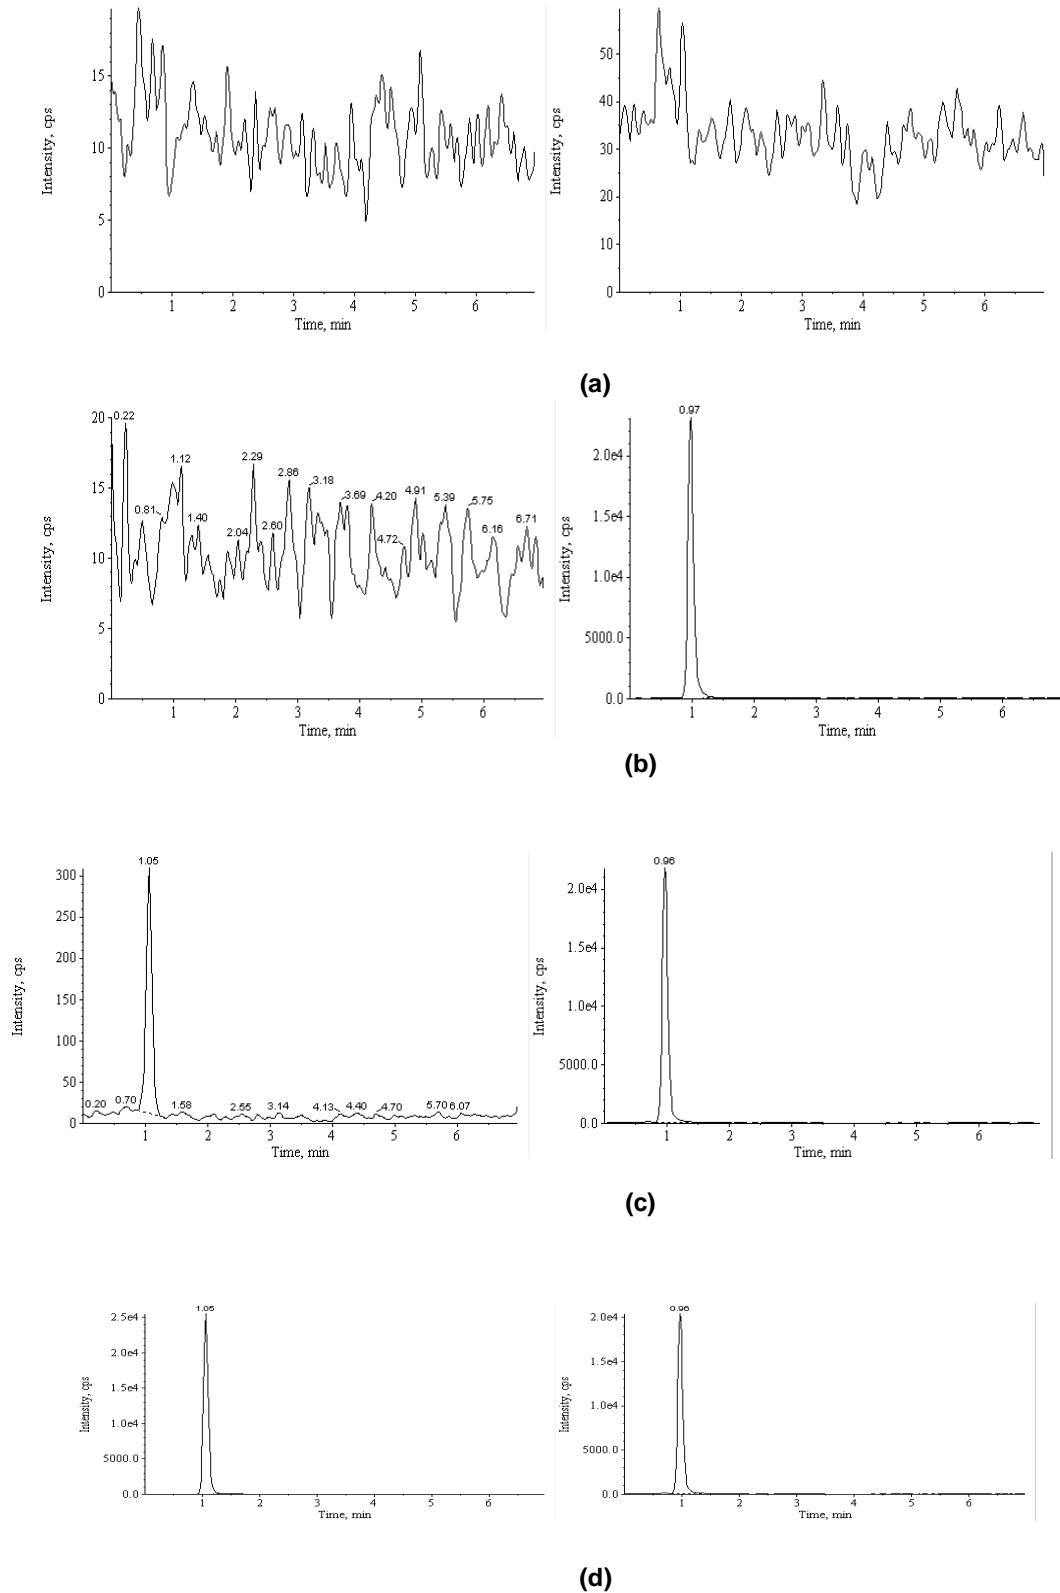 Intensity, cps
15
10
5
0
1 2 3 4 5 6
Time, min
Intensity, cps
50
40
30
20
10
0
1 2 3 4 5 6
Time, min
(a)
Intensity, cps
20
15
10
5
0
0.22
0.81
1.12
1.40
2.04
2.29
2.60
2.86
3.18
3.69
4.20
4.72
4.91
5.39
5.75
6.16
6.71
1 2 3 4 5 6
Time, min
Intensity, cps
2.0e4
1.5e4
1.0e4
5000.0
0.0
0.97
1 2 3 4 5 6
Time, min
(b)
Intensity, cps
300
250
200
150
100
50
0
0.20
0.70
1.05
1.58
2.55
3.14
4.13
4.40
4.70
5.70
6.07
1 2 3 4 5 6
Time, min
Intensity, cps
2.0e4
1.5e4
1.0e4
5000.0
0.0
0.96
1 2 3 4 5 6
Time, min
(c)
Intensity, cps
2.5e4
2.0e4
1.5e4
1.0e4
5000.0
0.0
1.05
1 2 3 4 5 6
Time, min
Intensity, cps
2.0e4
1.5e4
1.0e4
5000.0
0.0
0.96
1 2 3 4 5 6
Time, min
(d)